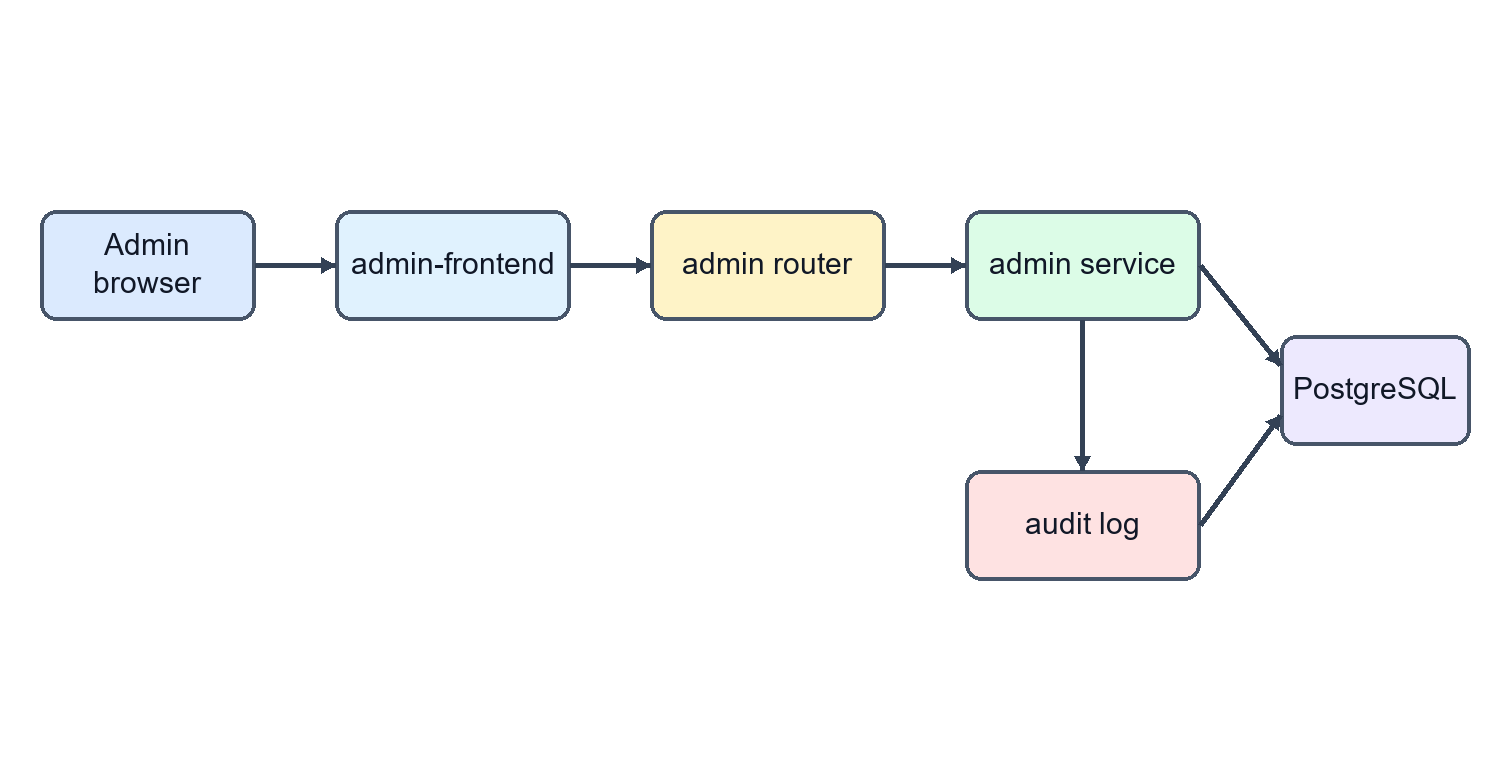 Admin
browser
admin-frontend
admin router
admin service
PostgreSQL
audit log